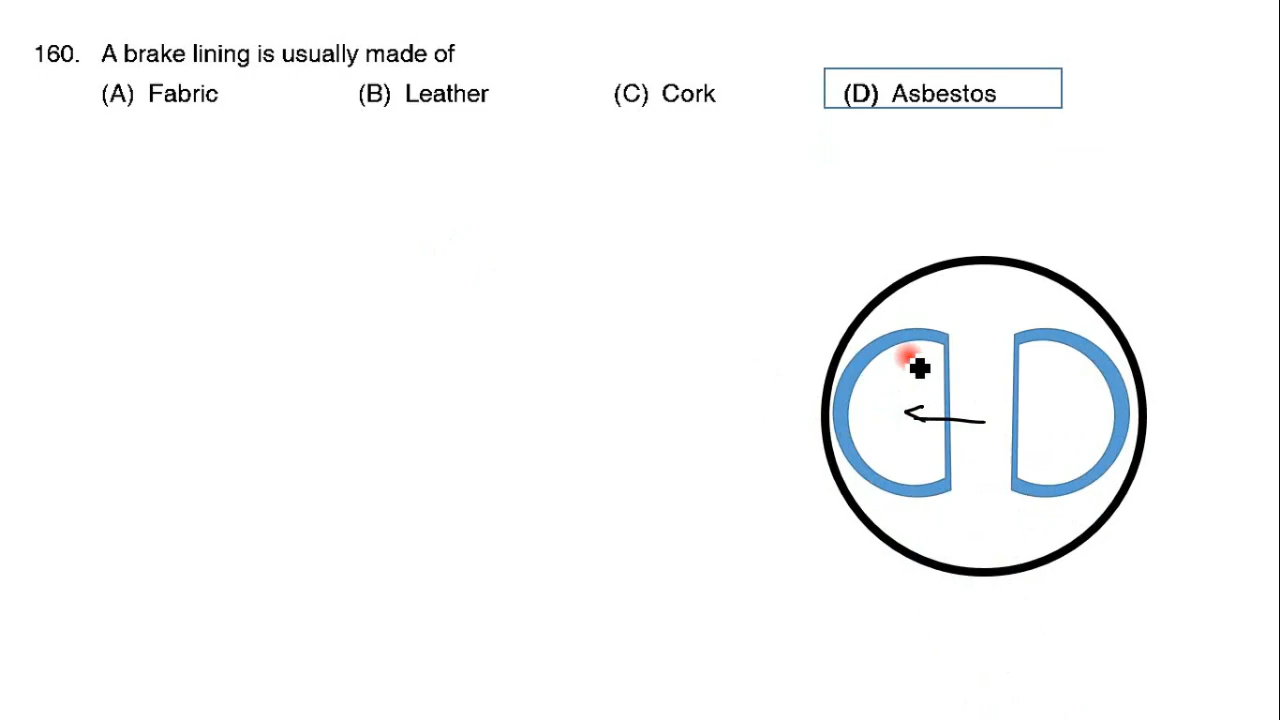 160. A brake lining is usually made of
(A) Fabric (B) Leather (C) Cork (D) Asbestos